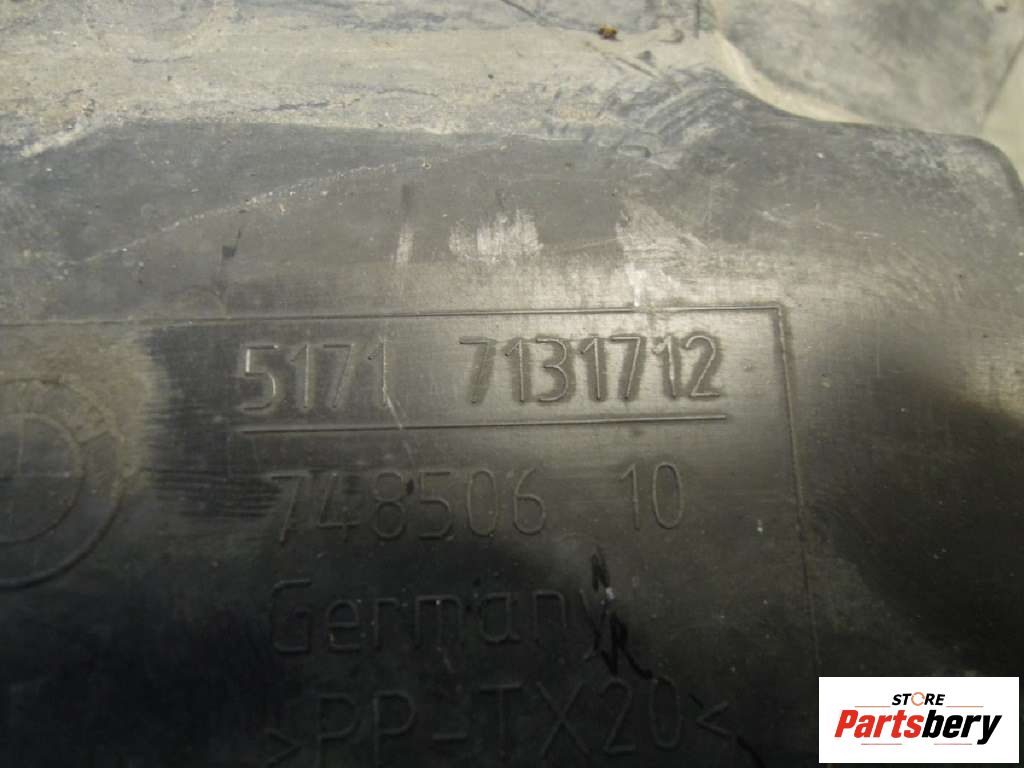 5171 7131712
748506 10
Germany
>PP-TX20<
STORE
Partsbery